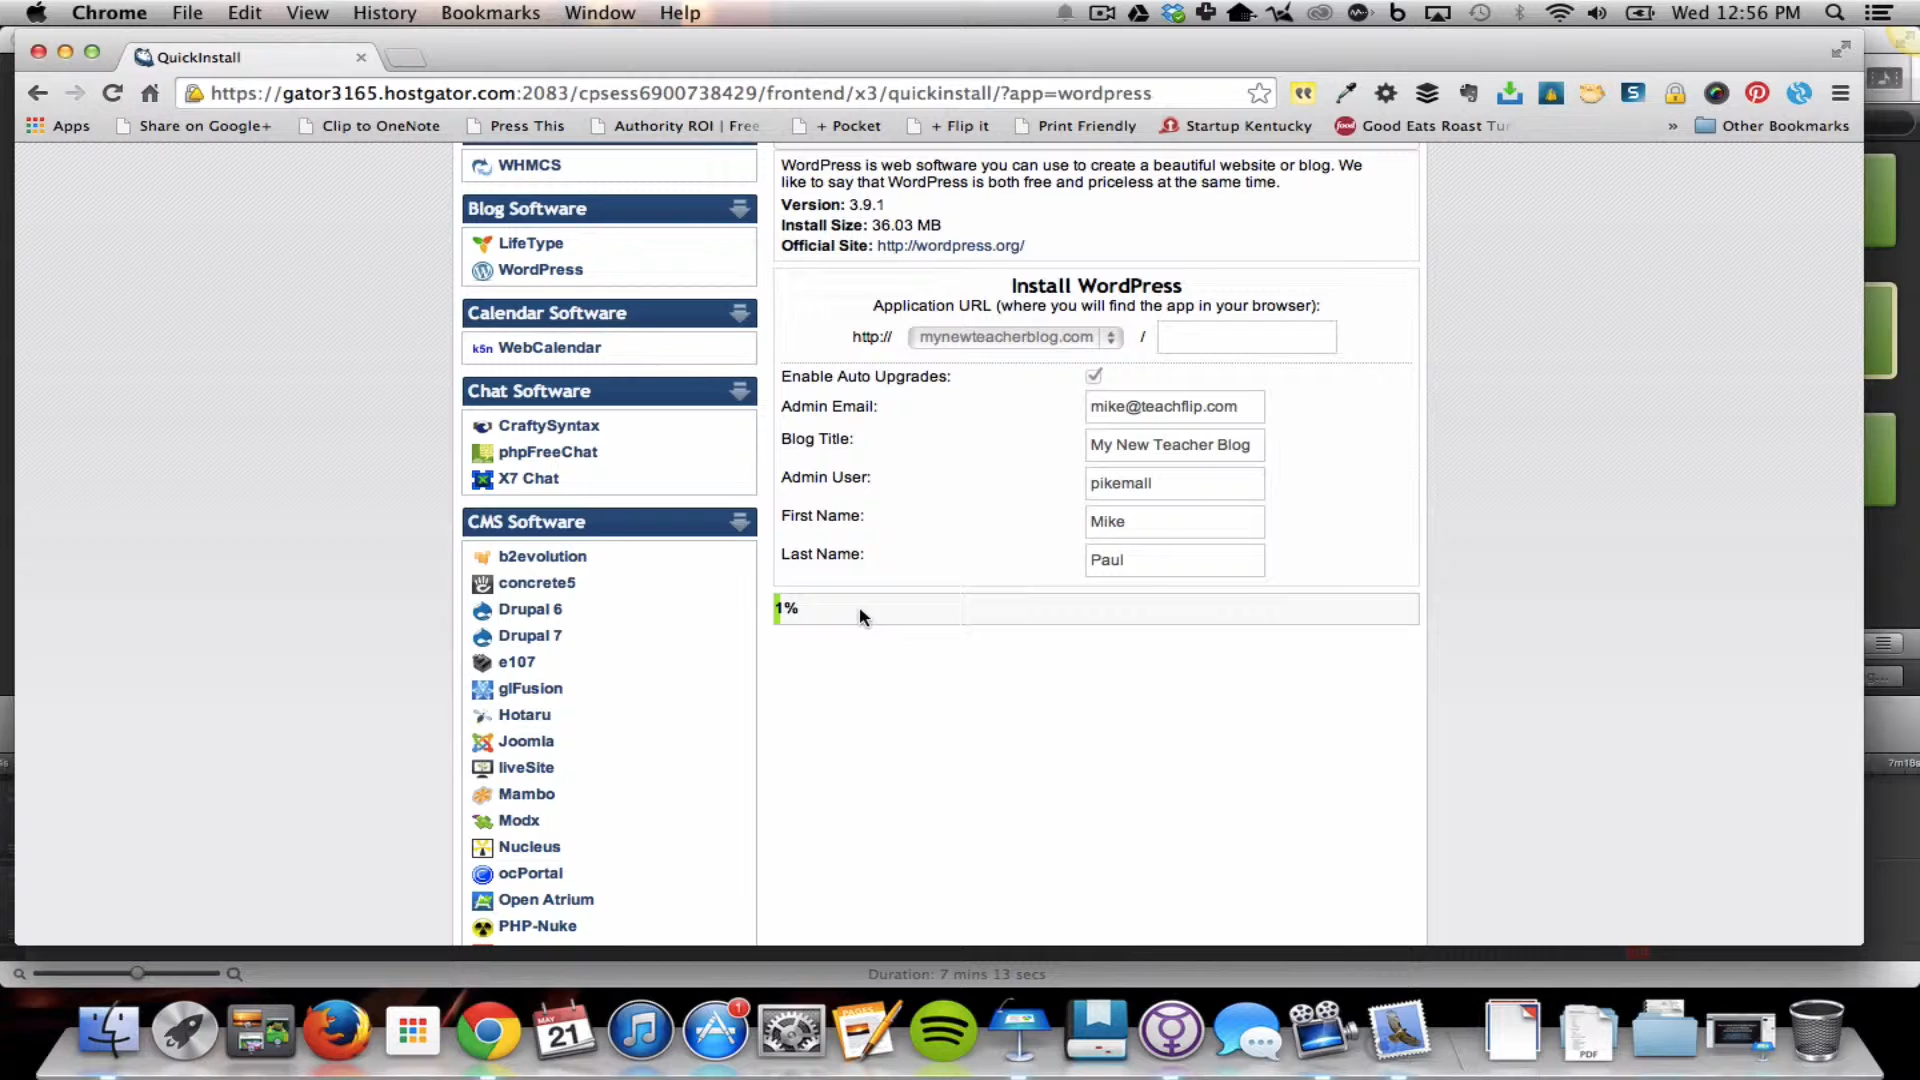 Chrome File Edit View History Bookmarks Window Help
Wed 12:56 PM
QuickInstall
https://gator3165.hostgator.com:2083/cpsess6900738429/frontend/x3/quickinstall/?app=wordpress
Apps Share on Google+ Clip to OneNote Press This Authority ROI | Free + Pocket + Flip it Print Friendly Startup Kentucky Good Eats Roast Tur » Other Bookmarks
WHMCS
Blog Software
LifeType
WordPress
Calendar Software
k5n WebCalendar
Chat Software
CraftySyntax
phpFreeChat
X7 Chat
CMS Software
b2evolution
concrete5
Drupal 6
Drupal 7
e107
glFusion
Hotaru
Joomla
liveSite
Mambo
Modx
Nucleus
ocPortal
Open Atrium
PHP-Nuke
WordPress is web software you can use to create a beautiful website or blog. We
like to say that WordPress is both free and priceless at the same time.
Version: 3.9.1
Install Size: 36.03 MB
Official Site: http://wordpress.org/
Install WordPress
Application URL (where you will find the app in your browser):
http:// mynewteacherblog.com /
Enable Auto Upgrades:
Admin Email: mike@teachflip.com
Blog Title: My New Teacher Blog
Admin User: pikemall
First Name: Mike
Last Name: Paul
1%
7m18s
Duration: 7 mins 13 secs
MAY
21
1
PAGES
PDF